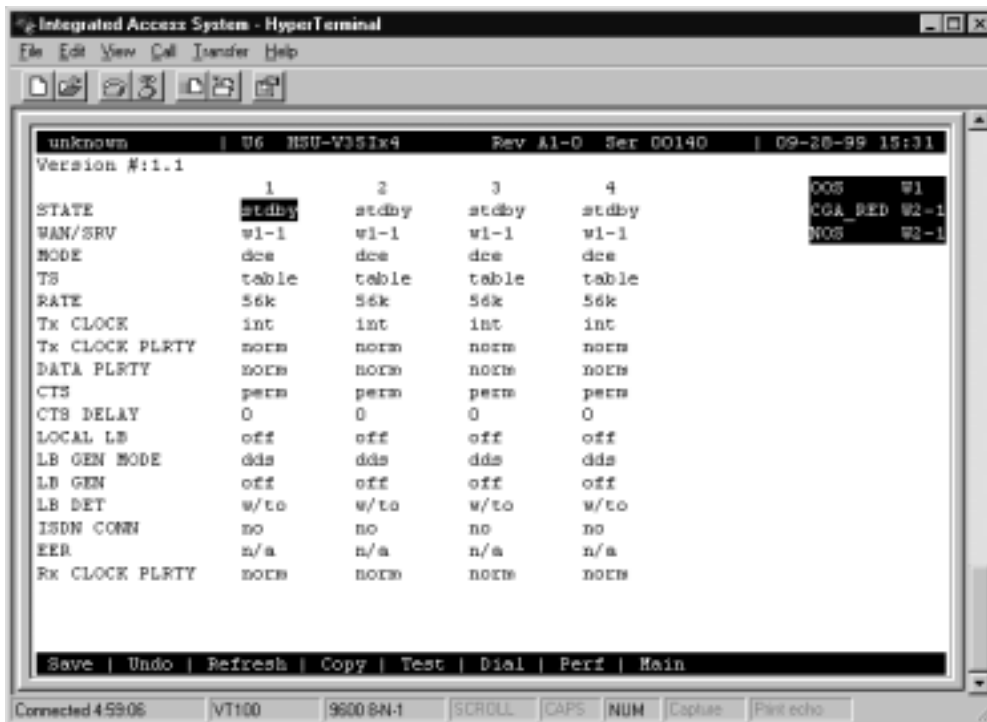 Integrated Access System - HyperTerminal
File Edit View Call Transfer Help
unknown | U6 HSU-V35Ix4 Rev A1-0 Ser 00140 | 09-28-99 15:31
Version #:1.1
1 2 3 4 OOS W1
STATE stdby stdby stdby stdby CGA_RED W2-1
WAN/SRV w1-1 w1-1 w1-1 w1-1 NOS W2-1
MODE dce dce dce dce
TS table table table table
RATE 56k 56k 56k 56k
Tx CLOCK int int int int
Tx CLOCK PLRTY norm norm norm norm
DATA PLRTY norm norm norm norm
CTS perm perm perm perm
CTS DELAY 0 0 0 0
LOCAL LB off off off off
LB GEN MODE dds dds dds dds
LB GEN off off off off
LB DET w/to w/to w/to w/to
ISDN CONN no no no no
EER n/a n/a n/a n/a
Rx CLOCK PLRTY norm norm norm norm
Save | Undo | Refresh | Copy | Test | Dial | Perf | Main
Connected 4:59:06 VT100 9600 8-N-1 SCROLL CAPS NUM Capture Print echo